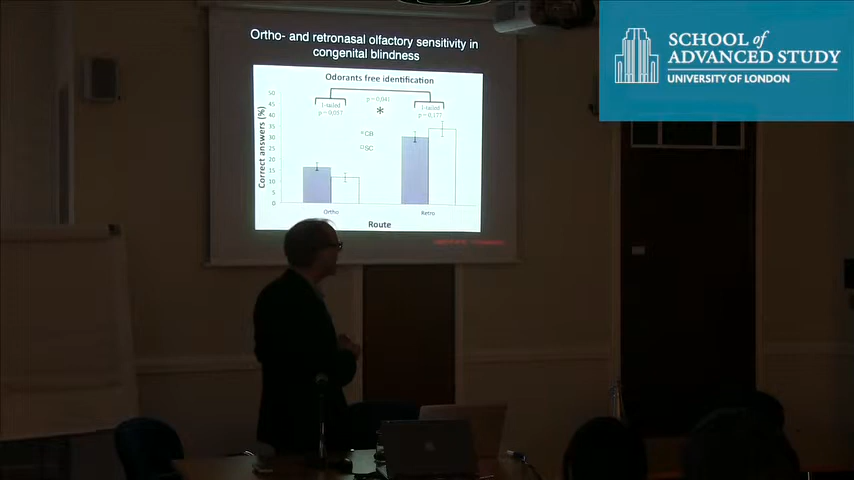 Ortho- and retronasal olfactory sensitivity in
congenital blindness
Odorants free identification
Correct answers (%)
50
45
40
35
30
25
20
15
10
5
0
1-tailed
p = 0,057
p = 0,041
*
1-tailed
p = 0,177
CB
SC
Ortho
Retro
Route
SCHOOL of
ADVANCED STUDY
UNIVERSITY OF LONDON